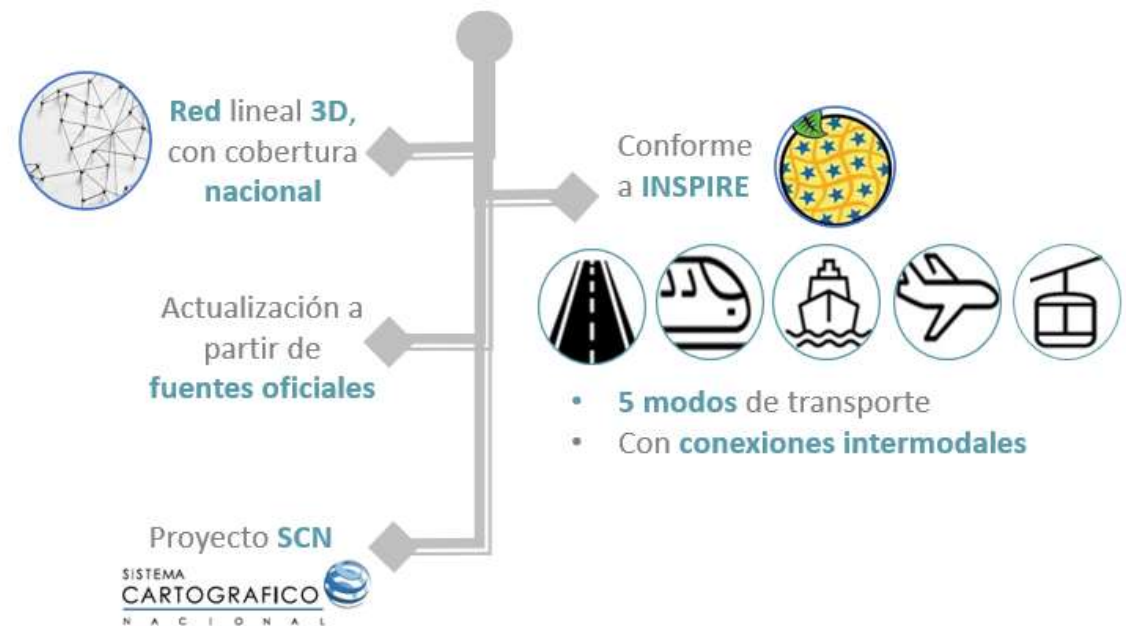 Red lineal 3D,
con cobertura
nacional
Conforme
a INSPIRE
Actualización a
partir de
fuentes oficiales
• 5 modos de transporte
• Con conexiones intermodales
Proyecto SCN
SISTEMA
CARTOGRAFICO
NACIONAL